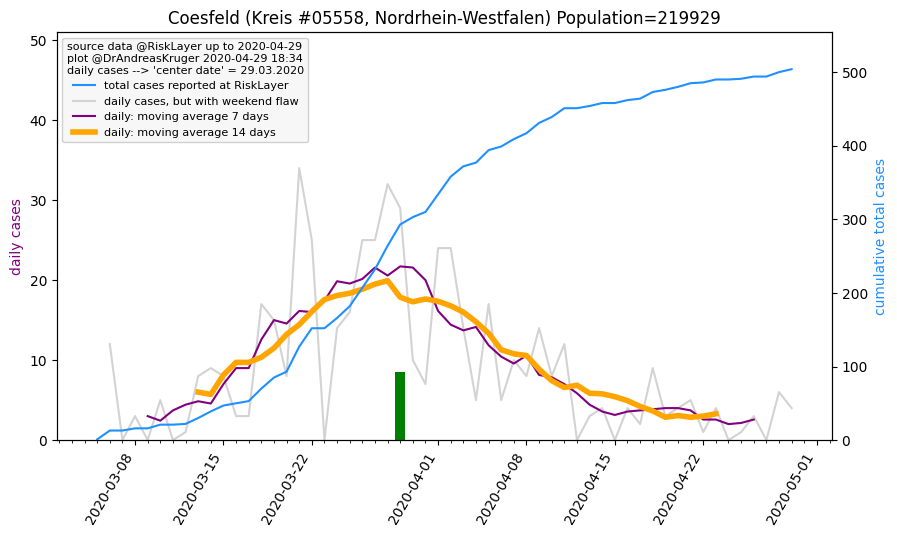 Coesfeld (Kreis #05558, Nordrhein-Westfalen) Population=219929
source data @RiskLayer up to 2020-04-29
plot @DrAndreasKruger 2020-04-29 18:34
daily cases --> 'center date' = 29.03.2020
total cases reported at RiskLayer
daily cases, but with weekend flaw
daily: moving average 7 days
daily: moving average 14 days
daily cases
50
40
30
20
10
0
cumulative total cases
500
400
300
200
100
0
2020-03-08
2020-03-15
2020-03-22
2020-04-01
2020-04-08
2020-04-15
2020-04-22
2020-05-01